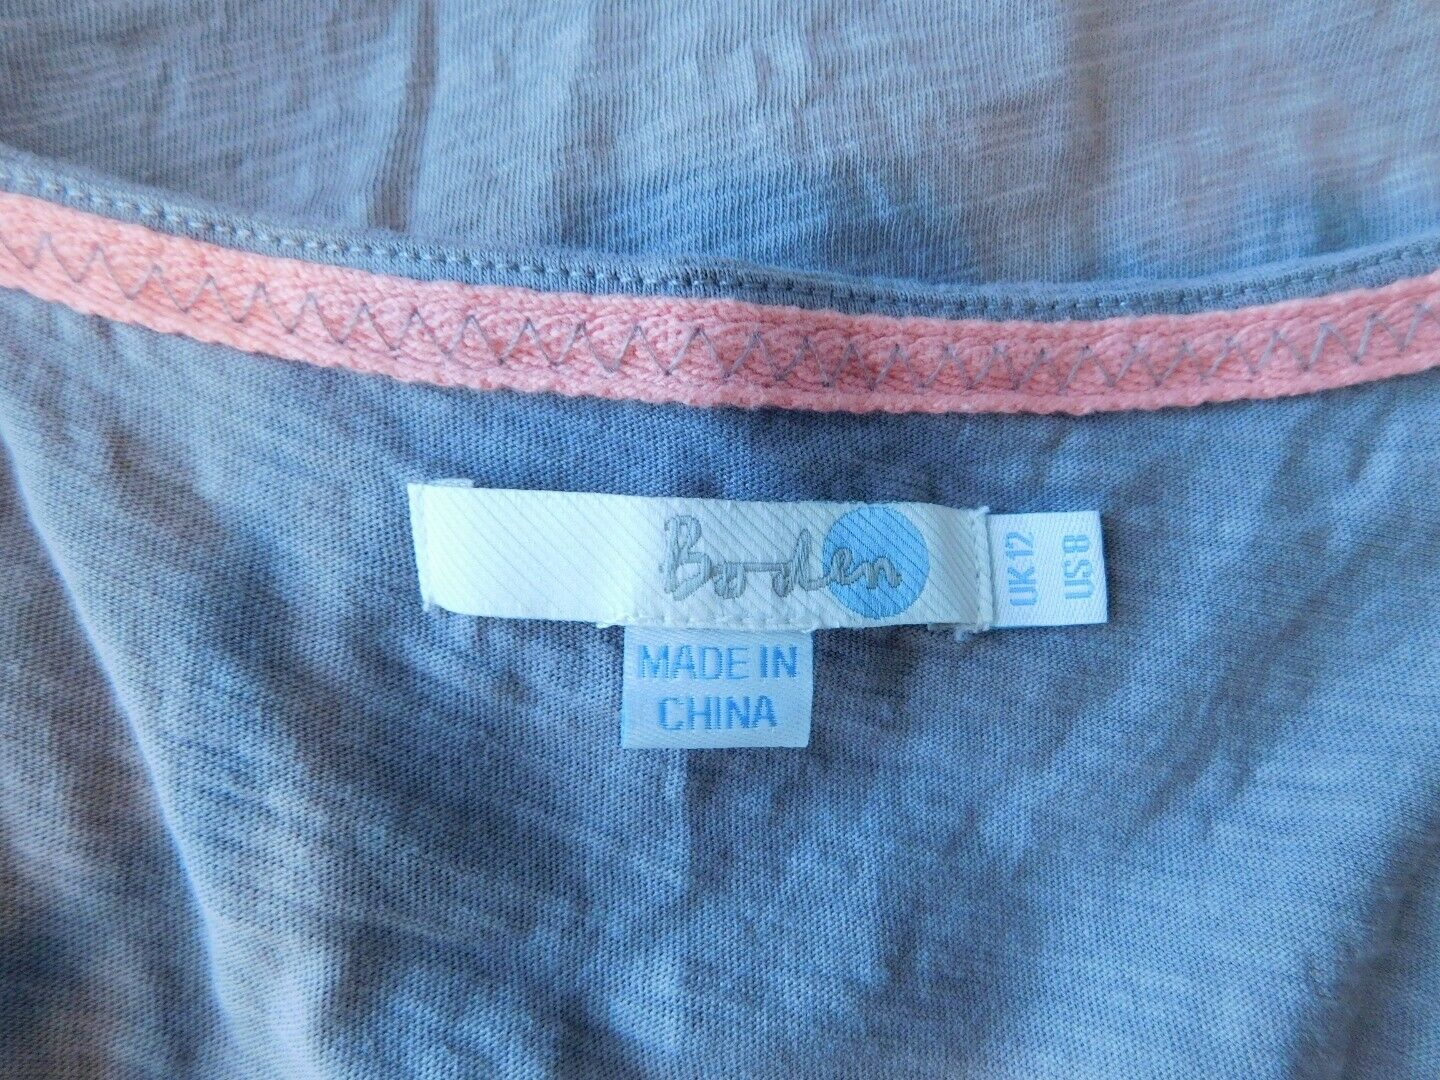 Boden
UK 12
US 8
MADE IN
CHINA